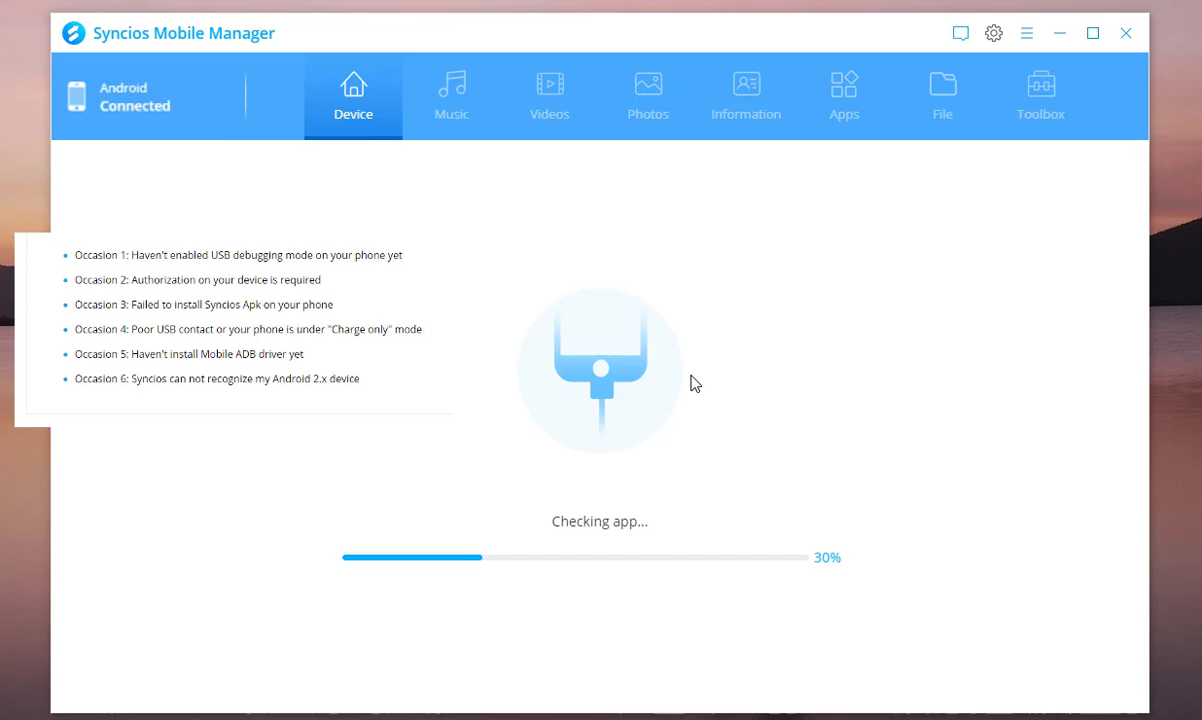 Syncios Mobile Manager
Android
Connected
Device
Music
Videos
Photos
Information
Apps
File
Toolbox
Occasion 1: Haven't enabled USB debugging mode on your phone yet
Occasion 2: Authorization on your device is required
Occasion 3: Failed to install Syncios Apk on your phone
Occasion 4: Poor USB contact or your phone is under "Charge only" mode
Occasion 5: Haven't install Mobile ADB driver yet
Occasion 6: Syncios can not recognize my Android 2.x device
Checking app...
30%